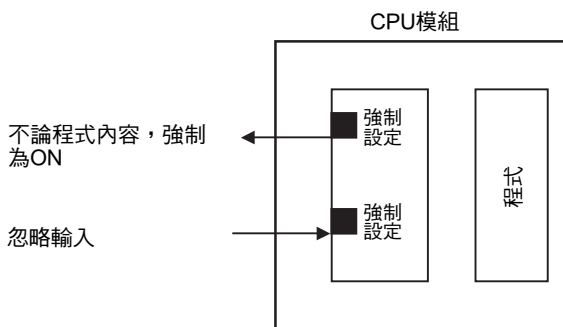 CPU模組
不論程式內容，強制
為ON
強制
設定
忽略輸入
強制
設定
程式